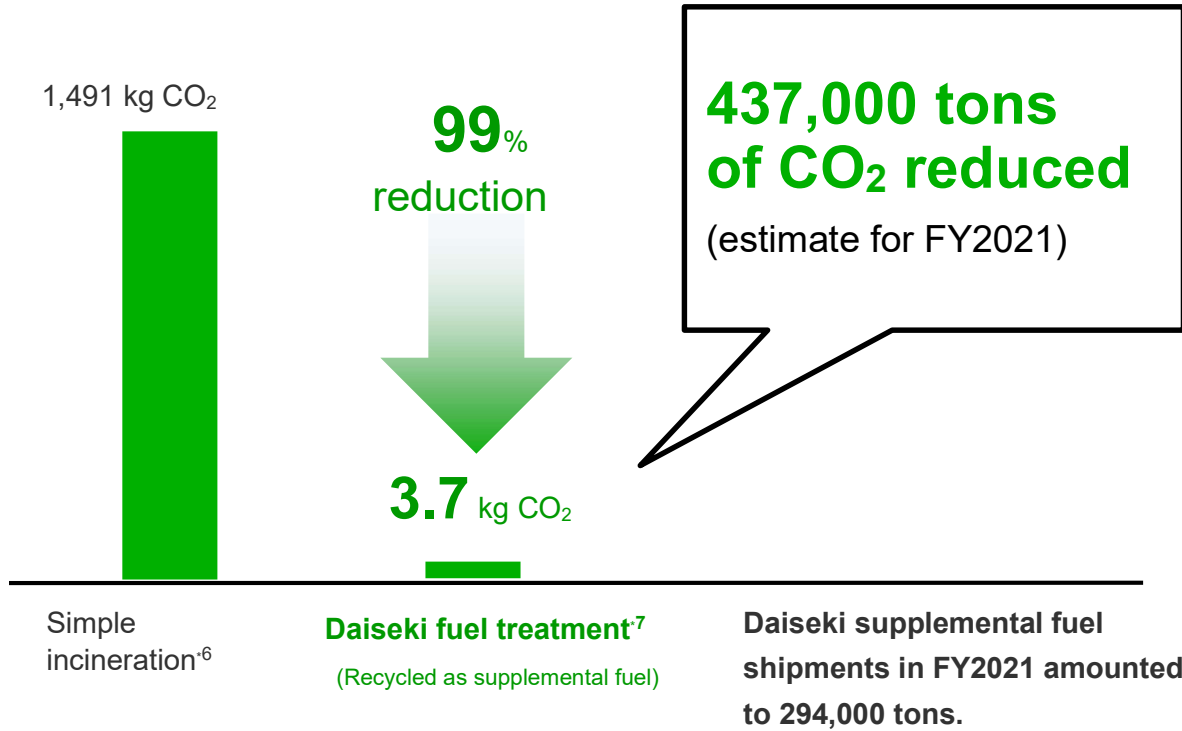 1,491 kg CO₂
99%
reduction
3.7 kg CO₂
437,000 tons
of CO₂ reduced
(estimate for FY2021)
Simple
incineration*6
Daiseki fuel treatment*7
(Recycled as supplemental fuel)
Daiseki supplemental fuel
shipments in FY2021 amounted
to 294,000 tons.